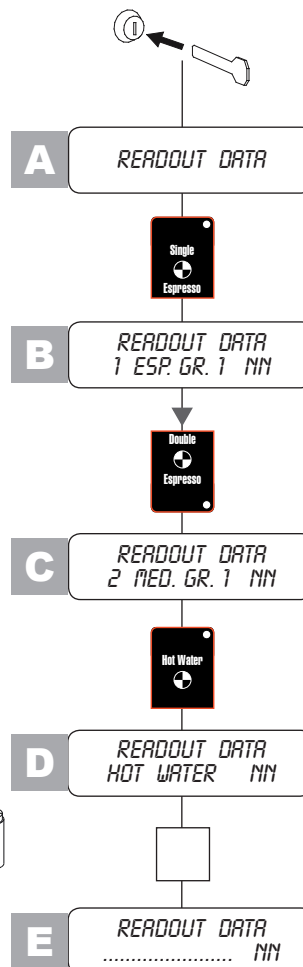 A
READOUT DATA
Single
Espresso
B
READOUT DATA
1 ESP. GR. 1 NN
Double
Espresso
C
READOUT DATA
2 MED. GR. 1 NN
Hot Water
D
READOUT DATA
HOT WATER NN
E
READOUT DATA
...................... NN